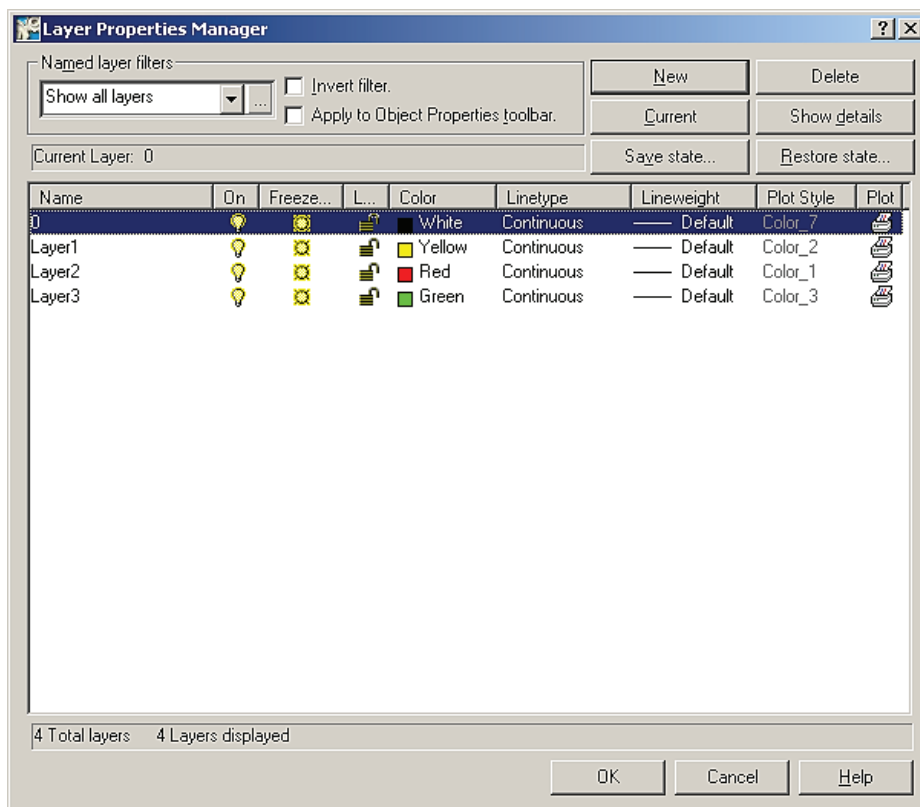 Layer Properties Manager
Named layer filters
Show all layers
...
Invert filter.
Apply to Object Properties toolbar.
New
Delete
Current
Show details
Current Layer: 0
Save state...
Restore state...
Name On Freeze... L... Color Linetype Lineweight Plot Style Plot
0 White Continuous Default Color_7
Layer1 Yellow Continuous Default Color_2
Layer2 Red Continuous Default Color_1
Layer3 Green Continuous Default Color_3
4 Total layers 4 Layers displayed
OK Cancel Help